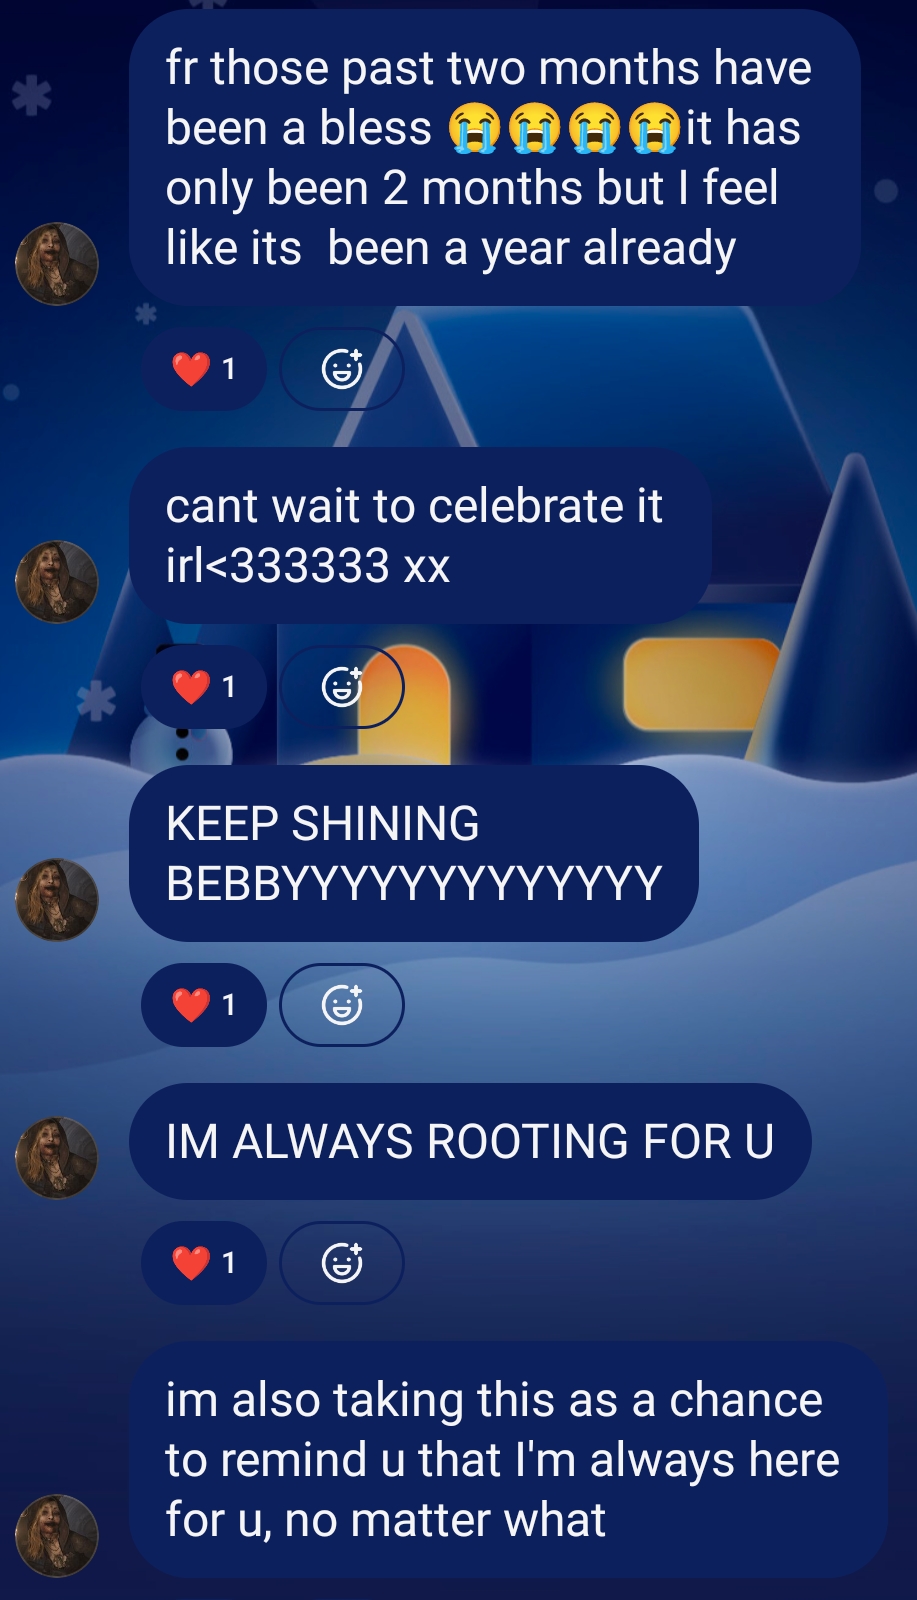 fr those past two months have
been a bless 😭😭😭😭it has
only been 2 months but I feel
like its  been a year already
❤️ 1
cant wait to celebrate it
irl<333333 xx
❤️ 1
KEEP SHINING
BEBBYYYYYYYYYYYYY
❤️ 1
IM ALWAYS ROOTING FOR U
❤️ 1
im also taking this as a chance
to remind u that I'm always here
for u, no matter what